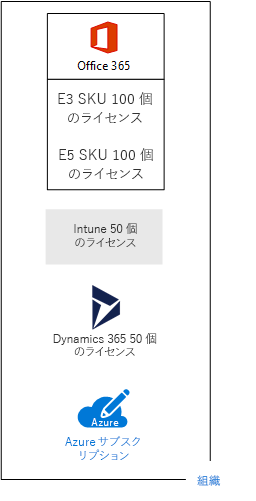 Office 365
E3 SKU 100 個
のライセンス
E5 SKU 100 個
のライセンス
Intune 50 個
のライセンス
Dynamics 365 50 個
のライセンス
Azure
Azure サブスク
リプション
組織